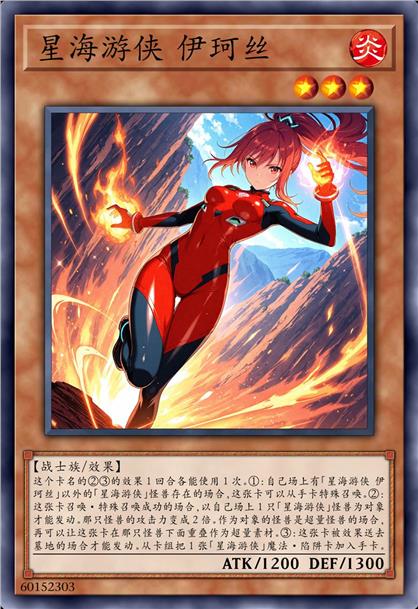 星海游侠 伊珂丝
炎
【战士族/效果】
这个卡名的②③的效果1回合各能使用1次。①:自己场上有「星海游侠 伊
珂丝」以外的「星海游侠」怪兽存在的场合,这张卡可以从手卡特殊召唤。②:
这张卡召唤·特殊召唤成功的场合,以自己场上1只「星海游侠」怪兽为对象
才能发动。那只怪兽的攻击力变成2倍。作为对象的怪兽是超量怪兽的场合,
再可以让这张卡在那只怪兽下面重叠作为超量素材。③:这张卡被效果送去
墓地的场合才能发动。从卡组把1张「星海游侠」魔法·陷阱卡加入手卡。
ATK/1200 DEF/1300
60152303